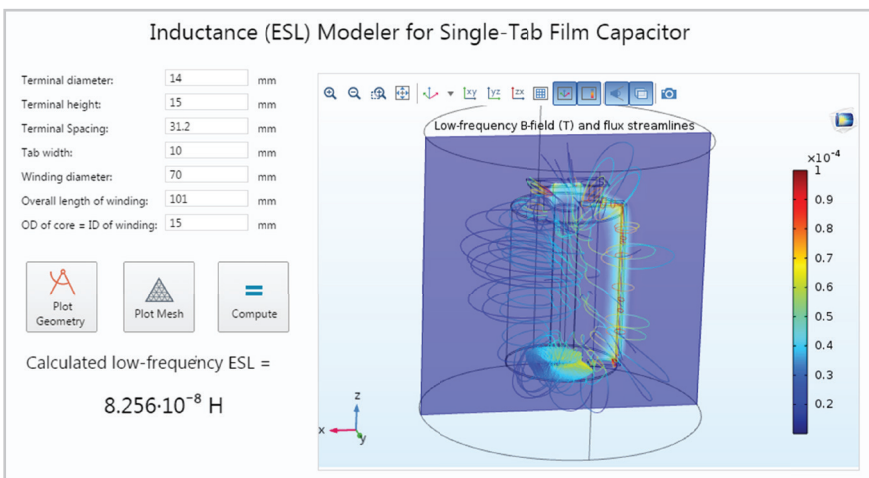 Inductance (ESL) Modeler for Single-Tab Film Capacitor
Terminal diameter: 14 mm
Terminal height: 15 mm
Terminal Spacing: 31.2 mm
Tab width: 10 mm
Winding diameter: 70 mm
Overall length of winding: 101 mm
OD of core = ID of winding: 15 mm
Plot
Geometry
Plot Mesh
Compute
Calculated low-frequency ESL =
8.256·10⁻⁸ H
xy yz zx
Low-frequency B-field (T) and flux streamlines
×10⁻⁴
1
0.9
0.8
0.7
0.6
0.5
0.4
0.3
0.2
z
x
y